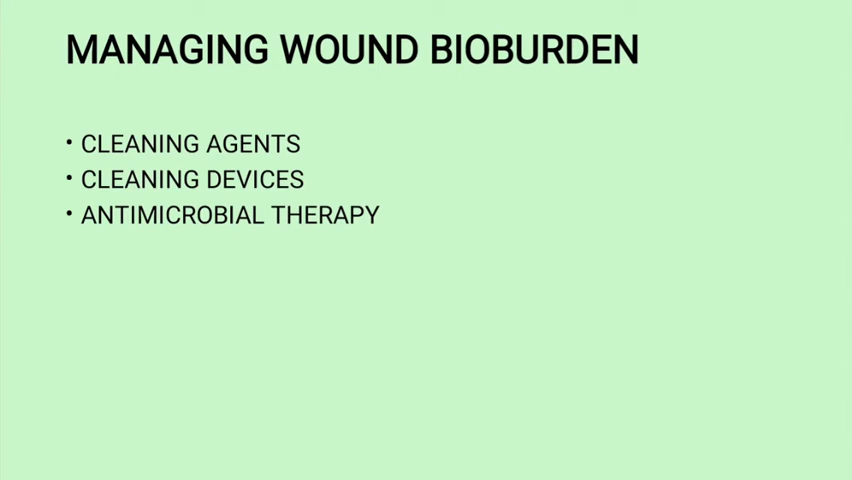 MANAGING WOUND BIOBURDEN
• CLEANING AGENTS
• CLEANING DEVICES
• ANTIMICROBIAL THERAPY